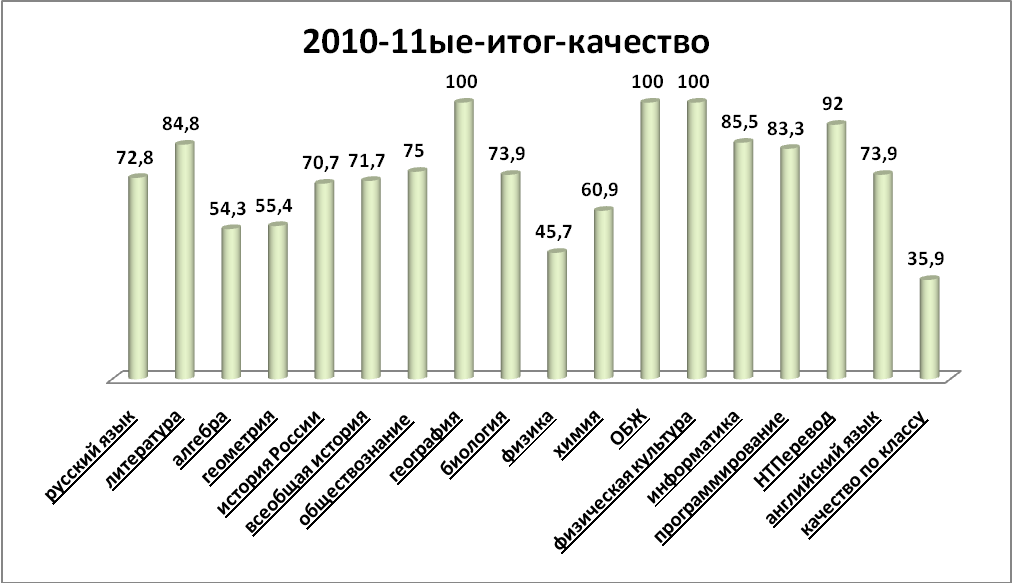 2010-11ые-итог-качество
72,8
84,8
54,3
55,4
70,7
71,7
75
100
73,9
45,7
60,9
100
100
85,5
83,3
92
73,9
35,9
русский язык
литература
алгебра
геометрия
история России
всеобщая история
обществознание
география
биология
физика
химия
ОБЖ
физическая культура
информатика
программирование
НТПеревод
английский язык
качество по классу